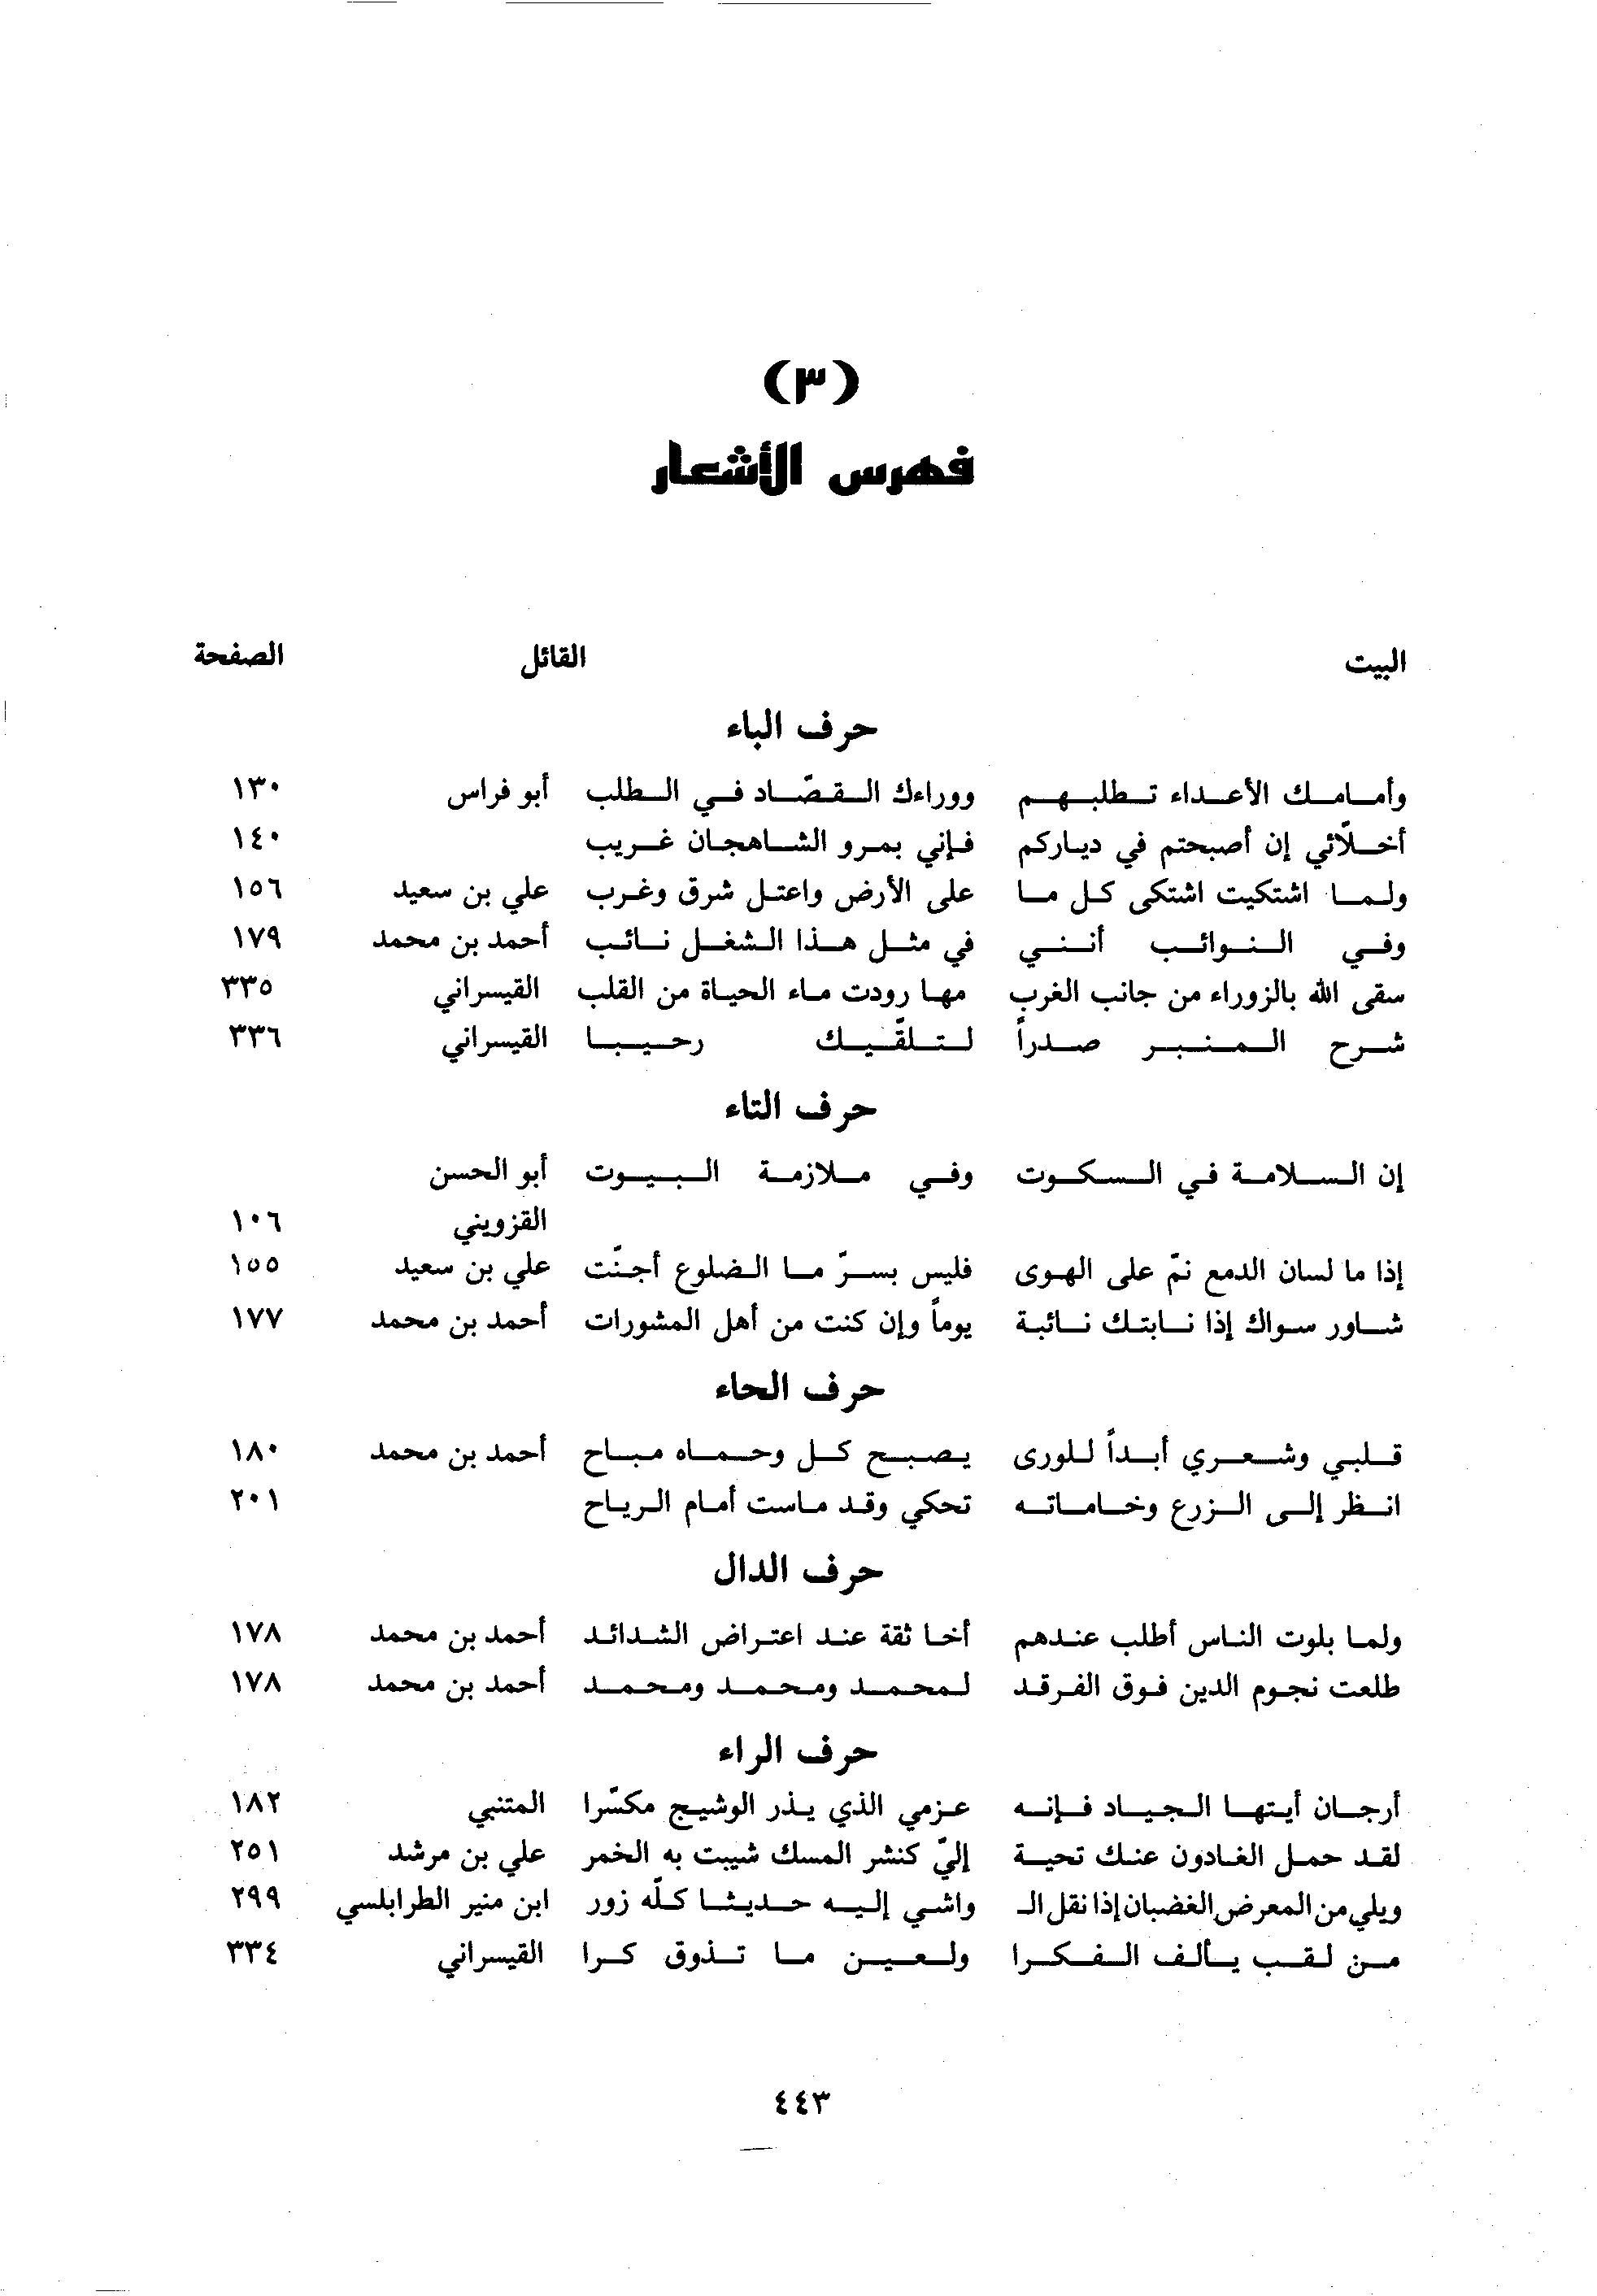 (٣)
فهرس الأشعار
البيت القائل الصفحة
حرف الباء
وأمامك الأعداء تطلبهم ووراءك القصّاد في الطلب أبو فراس ١٣٠
أخلّائي إن أصبحتم في دياركم فإني بمرو الشاهجان غريب ١٤٠
ولما اشتكيت اشتكى كل ما على الأرض واعتل شرق وغرب علي بن سعيد ١٥٦
وفي النوائب أنني في مثل هذا الشغل نائب أحمد بن محمد ١٧٩
سقى الله بالزوراء من جانب الغرب مها رودت ماء الحياة من القلب القيسراني ٣٣٥
شرح المنبر صدراً لتلقّيك رحيبا القيسراني ٣٣٦
حرف التاء
إن السلامة في السكوت وفي ملازمة البيوت أبو الحسن
القزويني ١٠٦
إذا ما لسان الدمع نمّ على الهوى فليس بسرّ ما الضلوع أجنّت علي بن سعيد ١٥٥
شاور سواك إذا نابتك نائبة يوماً وإن كنت من أهل المشورات أحمد بن محمد ١٧٧
حرف الحاء
قلبي وشعري أبداً للورى يصبح كل وحماه مباح أحمد بن محمد ١٨٠
انظر إلى الزرع وخاماته تحكي وقد ماست أمام الرياح ٢٠١
حرف الدال
ولما بلوت الناس أطلب عندهم أخا ثقة عند اعتراض الشدائد أحمد بن محمد ١٧٨
طلعت نجوم الدين فوق الفرقد لمحمد ومحمد ومحمد أحمد بن محمد ١٧٨
حرف الراء
أرجان أيتها الجياد فإنه عزمي الذي يذر الوشيج مكسّرا المتنبي ١٨٢
لقد حمل الغادون عنك تحية إليّ كنشر المسك شيبت به الخمر علي بن مرشد ٢٥١
ويلي من المعرض الغضبان إذا نقل الـ واشي إليه حديثا كلّه زور ابن منير الطرابلسي ٢٩٩
من لقب يألف الفكرا ولعين ما تذوق كرا القيسراني ٣٣٤
٤٤٣